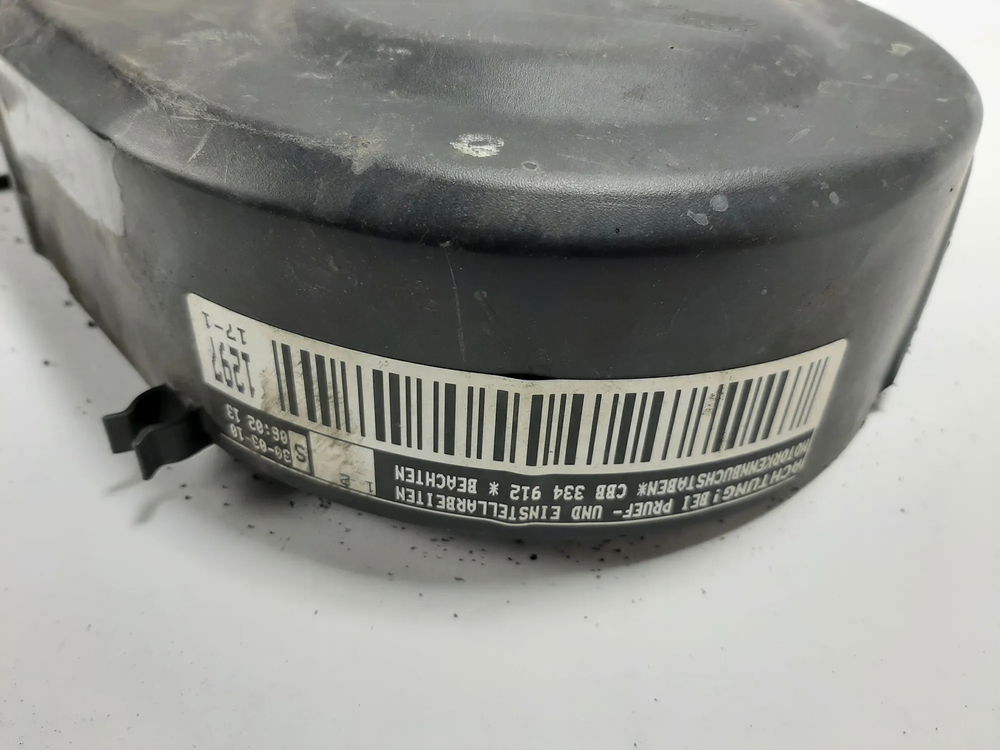 ACHTUNG! BEI PRUEF- UND EINSTELLARBEITEN
MOTORKENNBUCHSTABEN* CBB 334 912 * BEACHTEN
S
30-03-10
06:02 13
1297
17-1